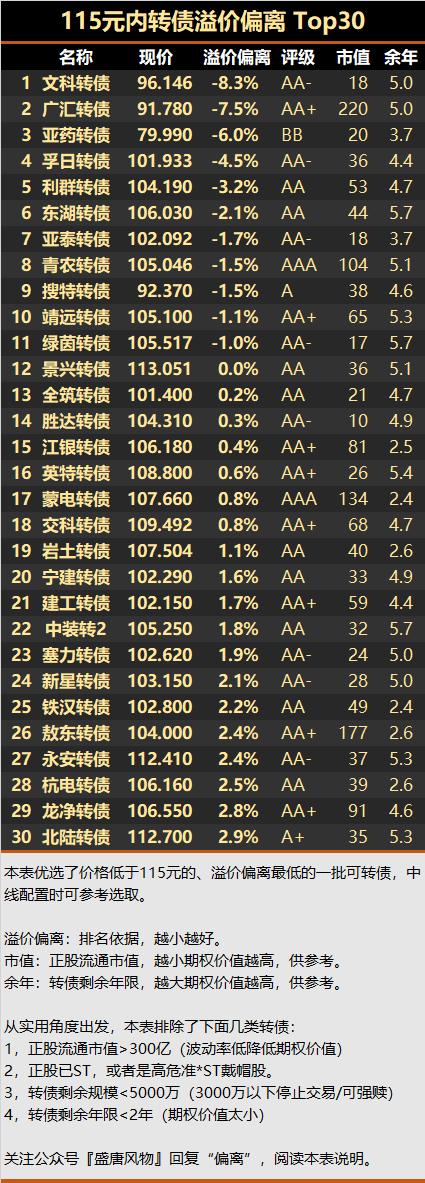 115元内转债溢价偏离 Top30
名称 现价 溢价偏离 评级 市值 余年
1 文科转债 96.146 -8.3% AA- 18 5.0
2 广汇转债 91.780 -7.5% AA+ 220 5.0
3 亚药转债 79.990 -6.0% BB 20 3.7
4 孚日转债 101.933 -4.5% AA- 36 4.4
5 利群转债 104.190 -3.2% AA 53 4.7
6 东湖转债 106.030 -2.1% AA 44 5.7
7 亚泰转债 102.092 -1.7% AA- 18 3.7
8 青农转债 105.046 -1.5% AAA 104 5.1
9 搜特转债 92.370 -1.5% A 38 4.6
10 靖远转债 105.100 -1.1% AA+ 65 5.3
11 绿茵转债 105.517 -1.0% AA- 17 5.7
12 景兴转债 113.051 0.0% AA 36 5.1
13 全筑转债 101.400 0.2% AA 21 4.7
14 胜达转债 104.310 0.3% AA- 10 4.9
15 江银转债 106.180 0.4% AA+ 81 2.5
16 英特转债 108.800 0.6% AA+ 26 5.4
17 蒙电转债 107.660 0.8% AAA 134 2.4
18 交科转债 109.492 0.8% AA+ 68 4.7
19 岩土转债 107.504 1.1% AA 40 2.6
20 宁建转债 102.290 1.6% AA 33 4.9
21 建工转债 102.150 1.7% AA+ 59 4.4
22 中装转2 105.250 1.8% AA 32 5.7
23 塞力转债 102.620 1.9% AA- 24 5.0
24 新星转债 103.150 2.1% AA- 28 5.0
25 铁汉转债 102.800 2.2% AA 49 2.4
26 敖东转债 104.000 2.4% AA+ 177 2.6
27 永安转债 112.410 2.4% AA- 37 5.3
28 杭电转债 106.160 2.5% AA 39 2.6
29 龙净转债 106.550 2.8% AA+ 91 4.6
30 北陆转债 112.700 2.9% A+ 35 5.3
本表优选了价格低于115元的、溢价偏离最低的一批可转债，中
线配置时可参考选取。
溢价偏离：排名依据，越小越好。
市值：正股流通市值，越小期权价值越高，供参考。
余年：转债剩余年限，越大期权价值越高，供参考。
从实用角度出发，本表排除了下面几类转债：
1，正股流通市值>300亿（波动率低降低期权价值）
2，正股已ST，或者是高危准*ST戴帽股。
3，转债剩余规模<5000万（3000万以下停止交易/可强赎）
4，转债剩余年限<2年（期权价值太小）
关注公众号『盛唐风物』回复“偏离”，阅读本表说明。